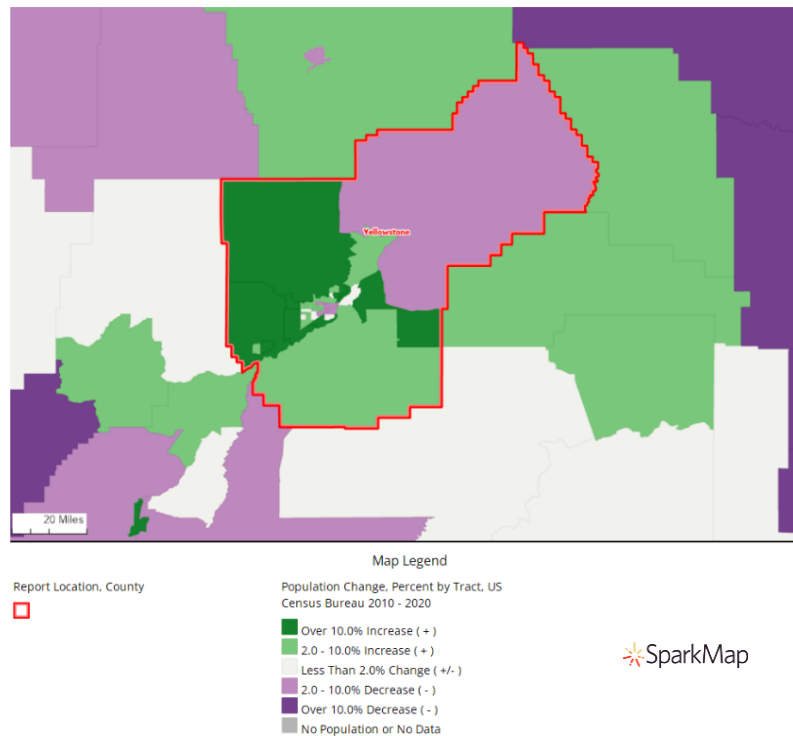 Yellowstone
20 Miles
Map Legend
Report Location, County
Population Change, Percent by Tract, US
Census Bureau 2010 - 2020
Over 10.0% Increase ( + )
2.0 - 10.0% Increase ( + )
Less Than 2.0% Change ( +/- )
2.0 - 10.0% Decrease ( - )
Over 10.0% Decrease ( - )
No Population or No Data
SparkMap